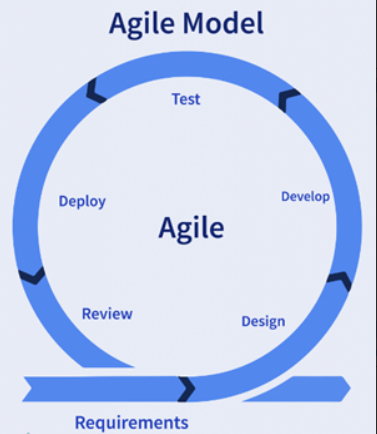 Agile Model
Test
Deploy
Develop
Agile
Review
Design
Requirements